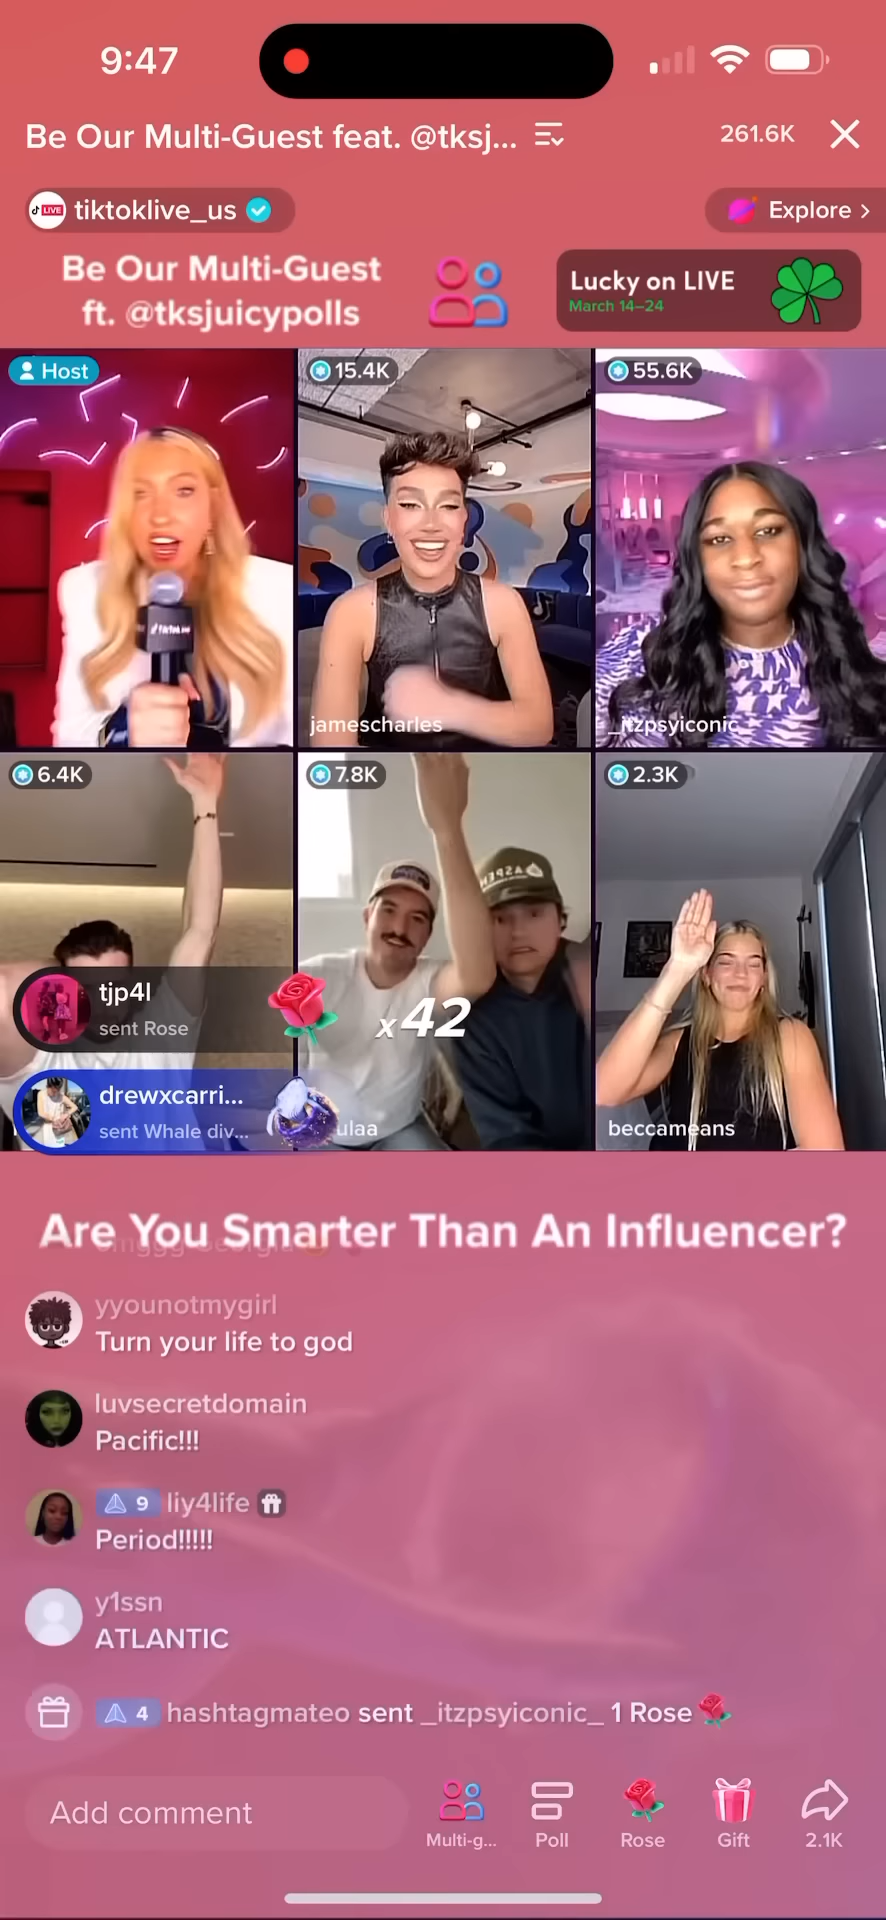 9:47
Be Our Multi-Guest feat. @tksj...
261.6K
LIVE
tiktoklive_us
Explore >
Be Our Multi-Guest
ft. @tksjuicypolls
Lucky on LIVE
March 14–24
Host
15.4K
55.6K
jamescharles
_itzpsyiconic_
6.4K
7.8K
2.3K
tjp4l
sent Rose
x42
drewxcarri...
sent Whale div...
ulaa
beccameans
Are You Smarter Than An Influencer?
yyounotmygirl
Turn your life to god
luvsecretdomain
Pacific!!!
9 liy4life
Period!!!!!
y1ssn
ATLANTIC
4 hashtagmateo sent _itzpsyiconic_ 1 Rose
Add comment
Multi-g...
Poll
Rose
Gift
2.1K